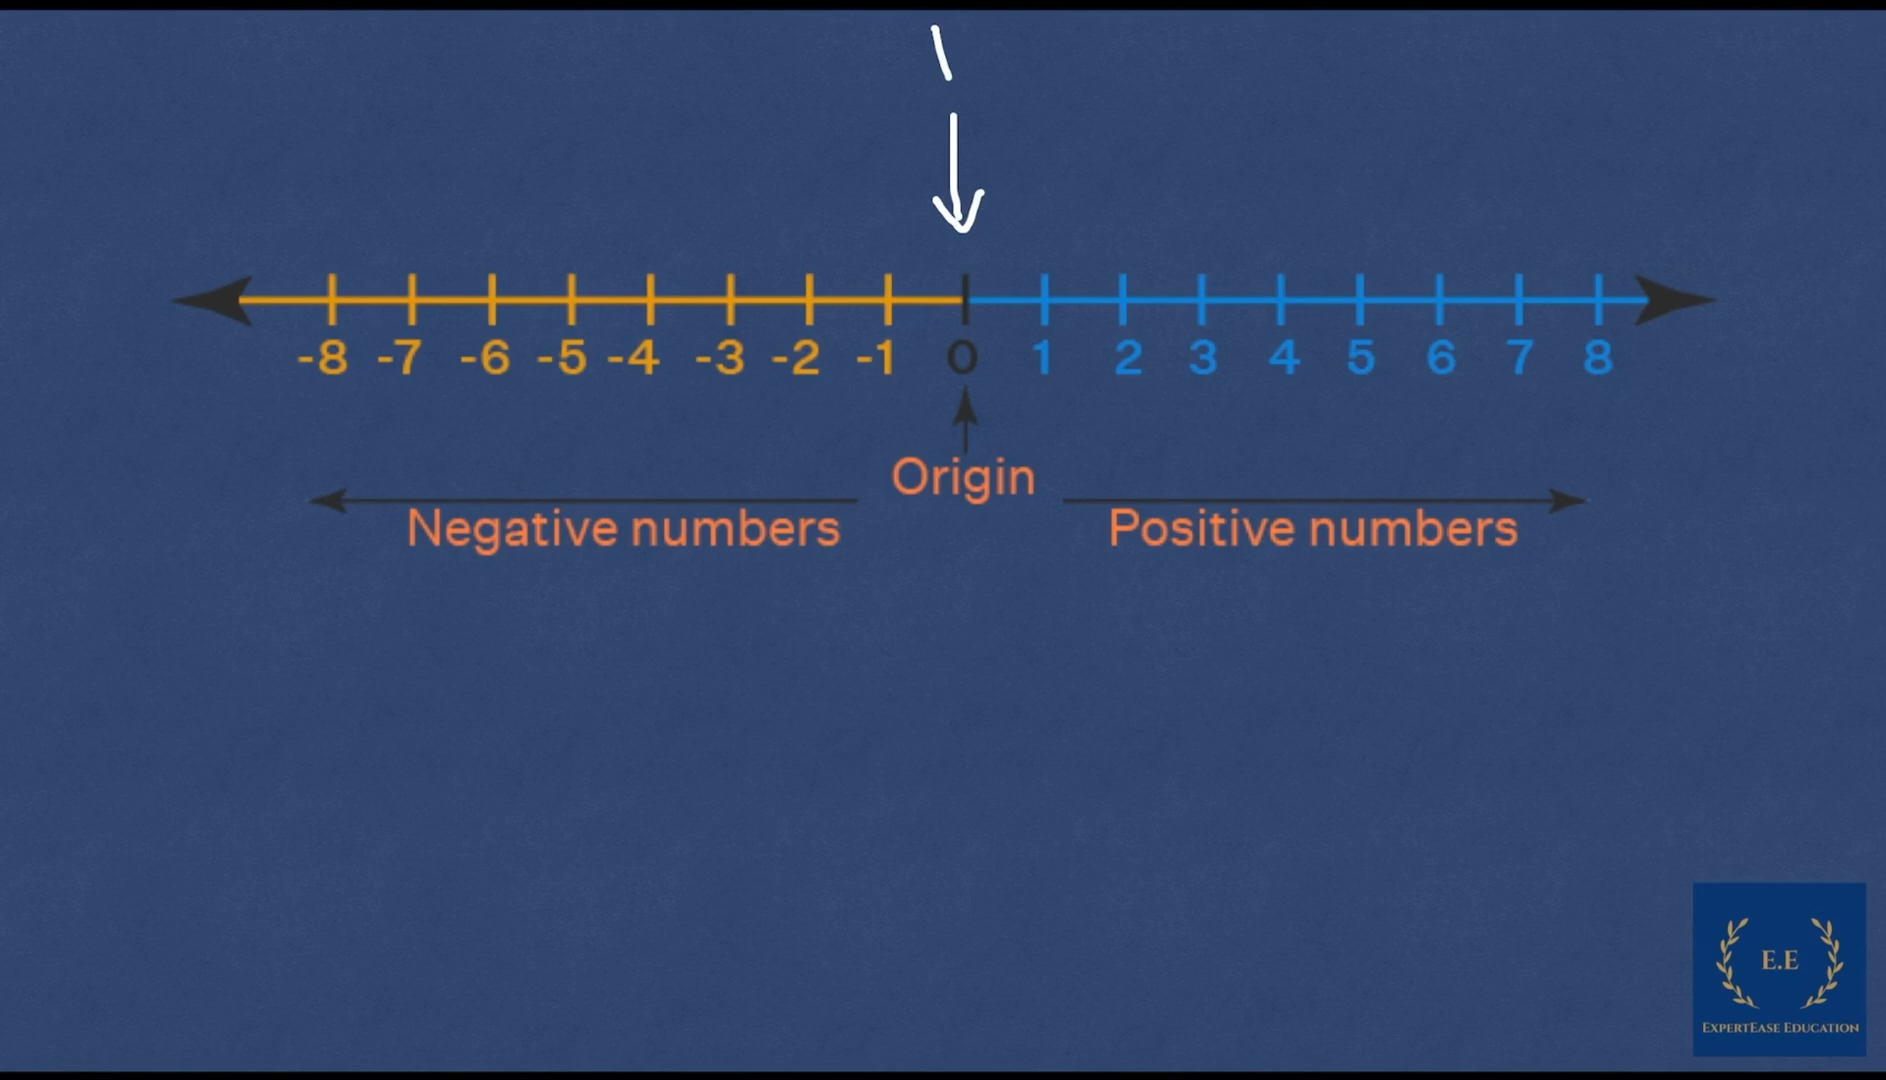 -8 -7 -6 -5 -4 -3 -2 -1 0 1 2 3 4 5 6 7 8
Origin
Negative numbers Positive numbers
E.E
EXPERTEASE EDUCATION